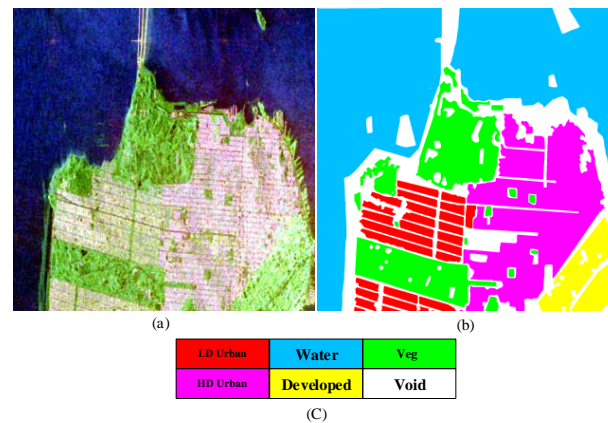 (a)
(b)
LD Urban Water Veg
HD Urban Developed Void
(C)